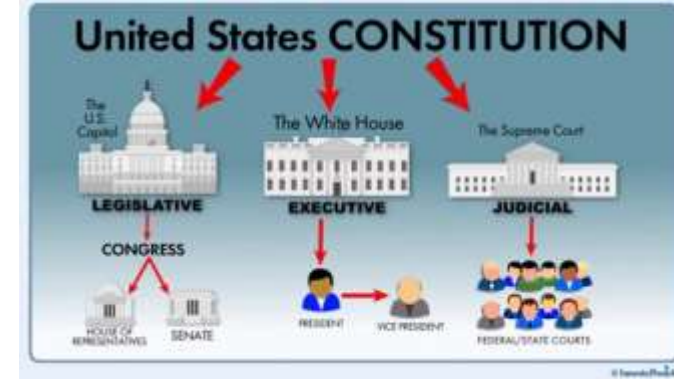 United States CONSTITUTION
The
U.S.
Capitol
The White House
The Supreme Court
LEGISLATIVE
EXECUTIVE
JUDICIAL
CONGRESS
HOUSE OF
REPRESENTATIVES
SENATE
PRESIDENT
VICE PRESIDENT
FEDERAL/STATE COURTS